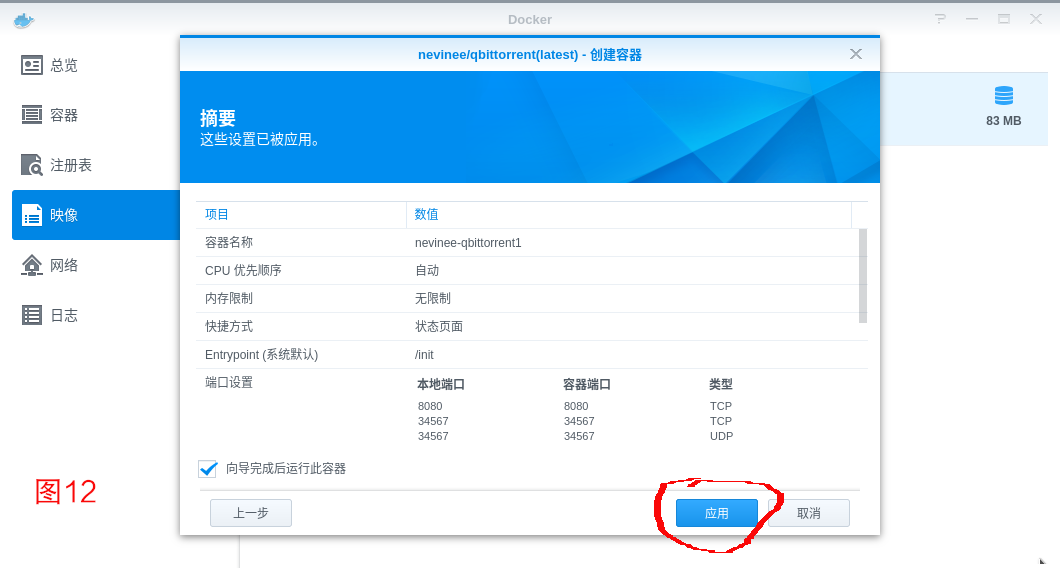 Docker
总览
容器
注册表
映像
网络
日志
83 MB
nevinee/qbittorrent(latest) - 创建容器
摘要
这些设置已被应用。
项目 数值
容器名称 nevinee-qbittorrent1
CPU 优先顺序 自动
内存限制 无限制
快捷方式 状态页面
Entrypoint (系统默认) /init
端口设置 本地端口 容器端口 类型
8080 8080 TCP
34567 34567 TCP
34567 34567 UDP
向导完成后运行此容器
上一步 应用 取消
图12